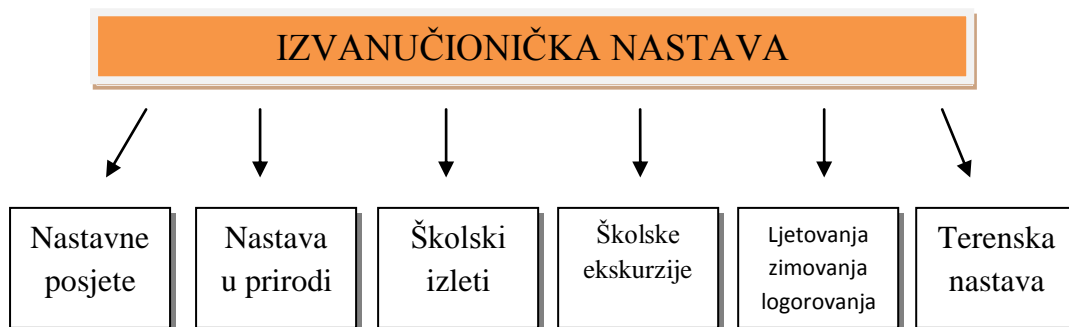 IZVANUČIONIČKA NASTAVA
Nastavne
posjete
Nastava
u prirodi
Školski
izleti
Školske
ekskurzije
Ljetovanja
zimovanja
logorovanja
Terenska
nastava